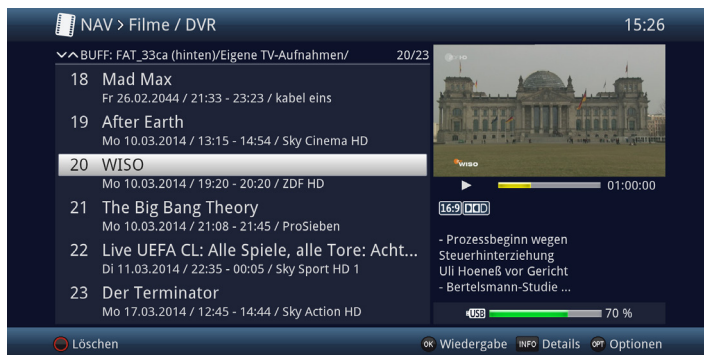 NAV > Filme / DVR
15:26
BUFF: FAT_33ca (hinten)/Eigene TV-Aufnahmen/ 20/23
18 Mad Max
Fr 26.02.2044 / 21:33 - 23:23 / kabel eins
19 After Earth
Mo 10.03.2014 / 13:15 - 14:54 / Sky Cinema HD
20 WISO
Mo 10.03.2014 / 19:20 - 20:20 / ZDF HD
21 The Big Bang Theory
Mo 10.03.2014 / 21:08 - 21:45 / ProSieben
22 Live UEFA CL: Alle Spiele, alle Tore: Acht...
Di 11.03.2014 / 22:35 - 00:05 / Sky Sport HD 1
23 Der Terminator
Mo 17.03.2014 / 12:45 - 14:44 / Sky Action HD
WISO
01:00:00
16:9
- Prozessbeginn wegen
Steuerhinterziehung
Uli Hoeneß vor Gericht
- Bertelsmann-Studie ...
USB 70 %
Löschen
OK Wiedergabe INFO Details OPT Optionen